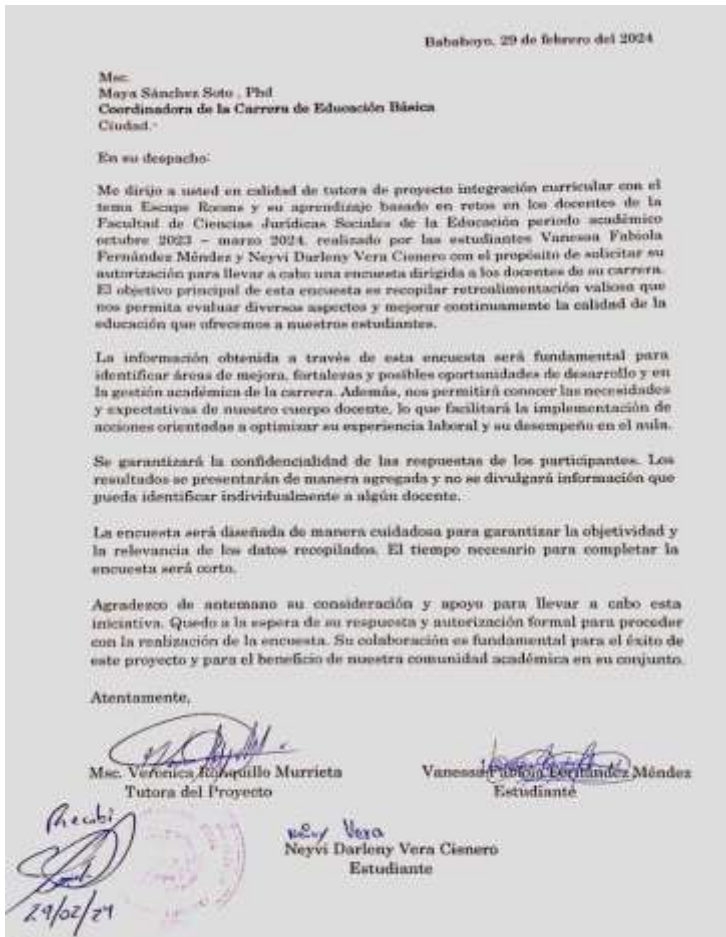 Babahoyo, 29 de febrero del 2024
Msc.
Maya Sánchez Soto , Phd
Coordinadora de la Carrera de Educación Básica
Ciudad.-
En su despacho:
Me dirijo a usted en calidad de tutora de proyecto integración curricular con el
tema Escape Rooms y su aprendizaje basado en retos en los docentes de la
Facultad de Ciencias Jurídicas Sociales de la Educación periodo académico
octubre 2023 – marzo 2024, realizado por las estudiantes Vanessa Fabiola
Fernández Méndez y Neyvi Darleny Vera Cisnero con el propósito de solicitar su
autorización para llevar a cabo una encuesta dirigida a los docentes de su carrera.
El objetivo principal de esta encuesta es recopilar retroalimentación valiosa que
nos permita evaluar diversos aspectos y mejorar continuamente la calidad de la
educación que ofrecemos a nuestros estudiantes.
La información obtenida a través de esta encuesta será fundamental para
identificar áreas de mejora, fortalezas y posibles oportunidades de desarrollo y en
la gestión académica de la carrera. Además, nos permitirá conocer las necesidades
y expectativas de nuestro cuerpo docente, lo que facilitará la implementación de
acciones orientadas a optimizar su experiencia laboral y su desempeño en el aula.
Se garantizará la confidencialidad de las respuestas de los participantes. Los
resultados se presentarán de manera agregada y no se divulgará información que
pueda identificar individualmente a algún docente.
La encuesta será diseñada de manera cuidadosa para garantizar la objetividad y
la relevancia de los datos recopilados. El tiempo necesario para completar la
encuesta será corto.
Agradezco de antemano su consideración y apoyo para llevar a cabo esta
iniciativa. Quedo a la espera de su respuesta y autorización formal para proceder
con la realización de la encuesta. Su colaboración es fundamental para el éxito de
este proyecto y para el beneficio de nuestra comunidad académica en su conjunto.
Atentamente,
Msc. Verónica Ronquillo Murrieta
Tutora del Proyecto
Vanessa Fabiola Fernández Méndez
Estudiante
Recibi
29/02/24
Vera
Neyvi Darleny Vera Cisnero
Estudiante